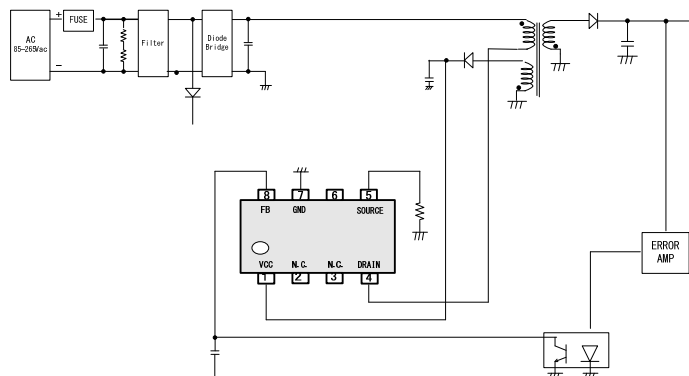 AC
85-265Vac
+
-
FUSE
Filter
Diode
Bridge
8 7 6 5
FB GND SOURCE
VCC N.C. N.C. DRAIN
1 2 3 4
ERROR
AMP